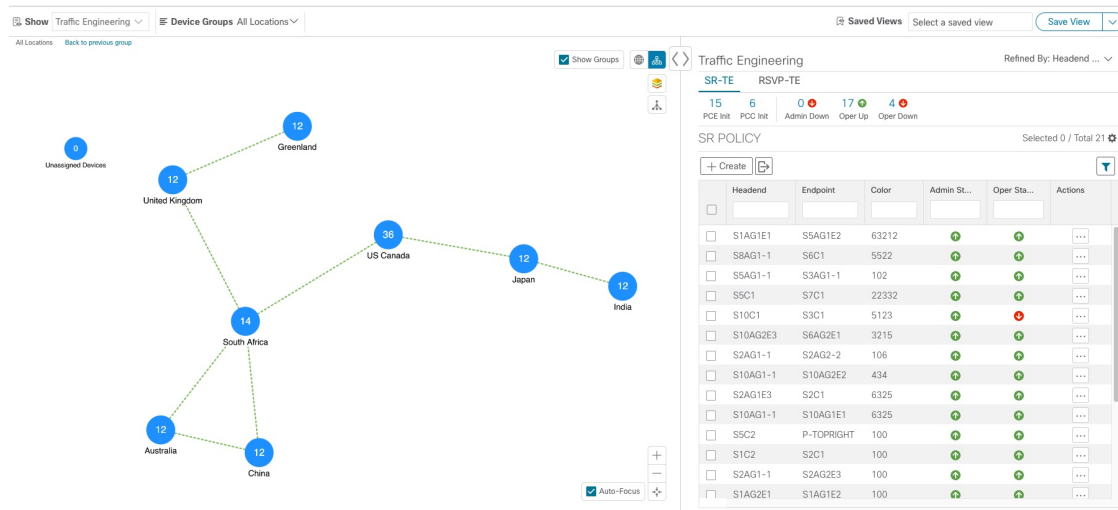 Show Traffic Engineering Device Groups All Locations Saved Views Select a saved view Save View
All Locations Back to previous group
Show Groups
0
Unassigned Devices
12
Greenland
12
United Kingdom
36
US Canada
12
Japan
12
India
14
South Africa
12
Australia
12
China
Auto-Focus
Traffic Engineering Refined By: Headend ...
SR-TE RSVP-TE
15 6 0 17 4
PCE Init PCC Init Admin Down Oper Up Oper Down
SR POLICY Selected 0 / Total 21
+ Create
Headend Endpoint Color Admin St... Oper Sta... Actions
S1AG1E1 S5AG1E2 63212 ...
S8AG1-1 S6C1 5522 ...
S5AG1-1 S3AG1-1 102 ...
S5C1 S7C1 22332 ...
S10C1 S3C1 5123 ...
S10AG2E3 S6AG2E1 3215 ...
S2AG1-1 S2AG2-2 106 ...
S10AG1-1 S10AG2E2 434 ...
S2AG1E3 S2C1 6325 ...
S10AG1-1 S10AG1E1 6325 ...
S5C2 P-TOPRIGHT 100 ...
S1C2 S2C1 100 ...
S2AG1-1 S2AG2E3 100 ...
S1AG2E1 S1AG1E2 100 ...